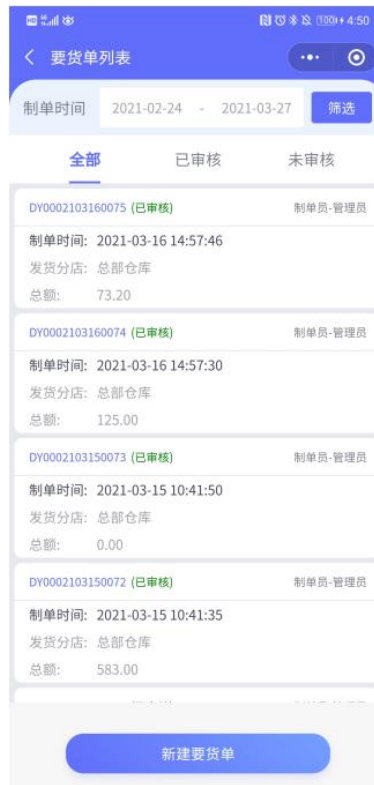 4:50
要货单列表
制单时间 2021-02-24 - 2021-03-27 筛选
全部 已审核 未审核
DY0002103160075 (已审核) 制单员-管理员
制单时间: 2021-03-16 14:57:46
发货分店: 总部仓库
总额: 73.20
DY0002103160074 (已审核) 制单员-管理员
制单时间: 2021-03-16 14:57:30
发货分店: 总部仓库
总额: 125.00
DY0002103150073 (已审核) 制单员-管理员
制单时间: 2021-03-15 10:41:50
发货分店: 总部仓库
总额: 0.00
DY0002103150072 (已审核) 制单员-管理员
制单时间: 2021-03-15 10:41:35
发货分店: 总部仓库
总额: 583.00
新建要货单